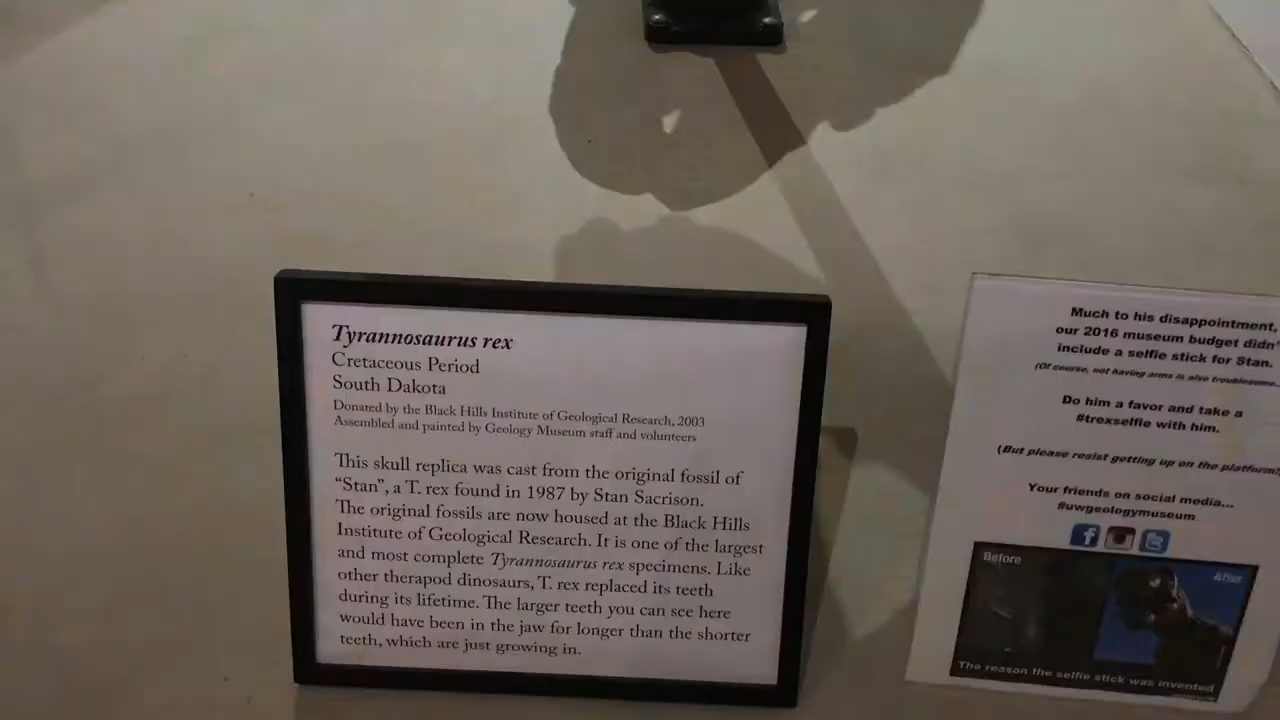 Tyrannosaurus rex
Cretaceous Period
South Dakota
Donated by the Black Hills Institute of Geological Research, 2003
Assembled and painted by Geology Museum staff and volunteers
This skull replica was cast from the original fossil of
“Stan”, a T. rex found in 1987 by Stan Sacrison.
The original fossils are now housed at the Black Hills
Institute of Geological Research. It is one of the largest
and most complete Tyrannosaurus rex specimens. Like
other therapod dinosaurs, T. rex replaced its teeth
during its lifetime. The larger teeth you can see here
would have been in the jaw for longer than the shorter
teeth, which are just growing in.
Much to his disappointment,
our 2016 museum budget didn'
include a selfie stick for Stan.
(Of course, not having arms is also troublesome.
Do him a favor and take a
#trexselfie with him.
(But please resist getting up on the platform!
Your friends on social media...
#uwgeologymuseum
Before
After
The reason the selfie stick was invented